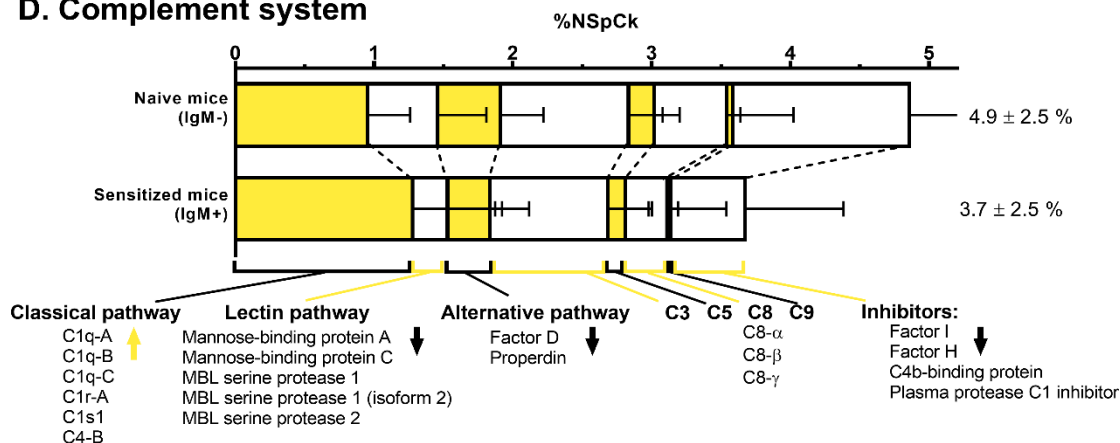 D. Complement system
%NSpCk
0 1 2 3 4 5
Naive mice
(IgM-)
4.9 ± 2.5 %
Sensitized mice
(IgM+)
3.7 ± 2.5 %
Classical pathway
C1q-A
C1q-B
C1q-C
C1r-A
C1s1
C4-B
Lectin pathway
Mannose-binding protein A
Mannose-binding protein C
MBL serine protease 1
MBL serine protease 1 (isoform 2)
MBL serine protease 2
Alternative pathway
Factor D
Properdin
C3 C5 C8 C9
C8-α
C8-β
C8-γ
Inhibitors:
Factor I
Factor H
C4b-binding protein
Plasma protease C1 inhibitor